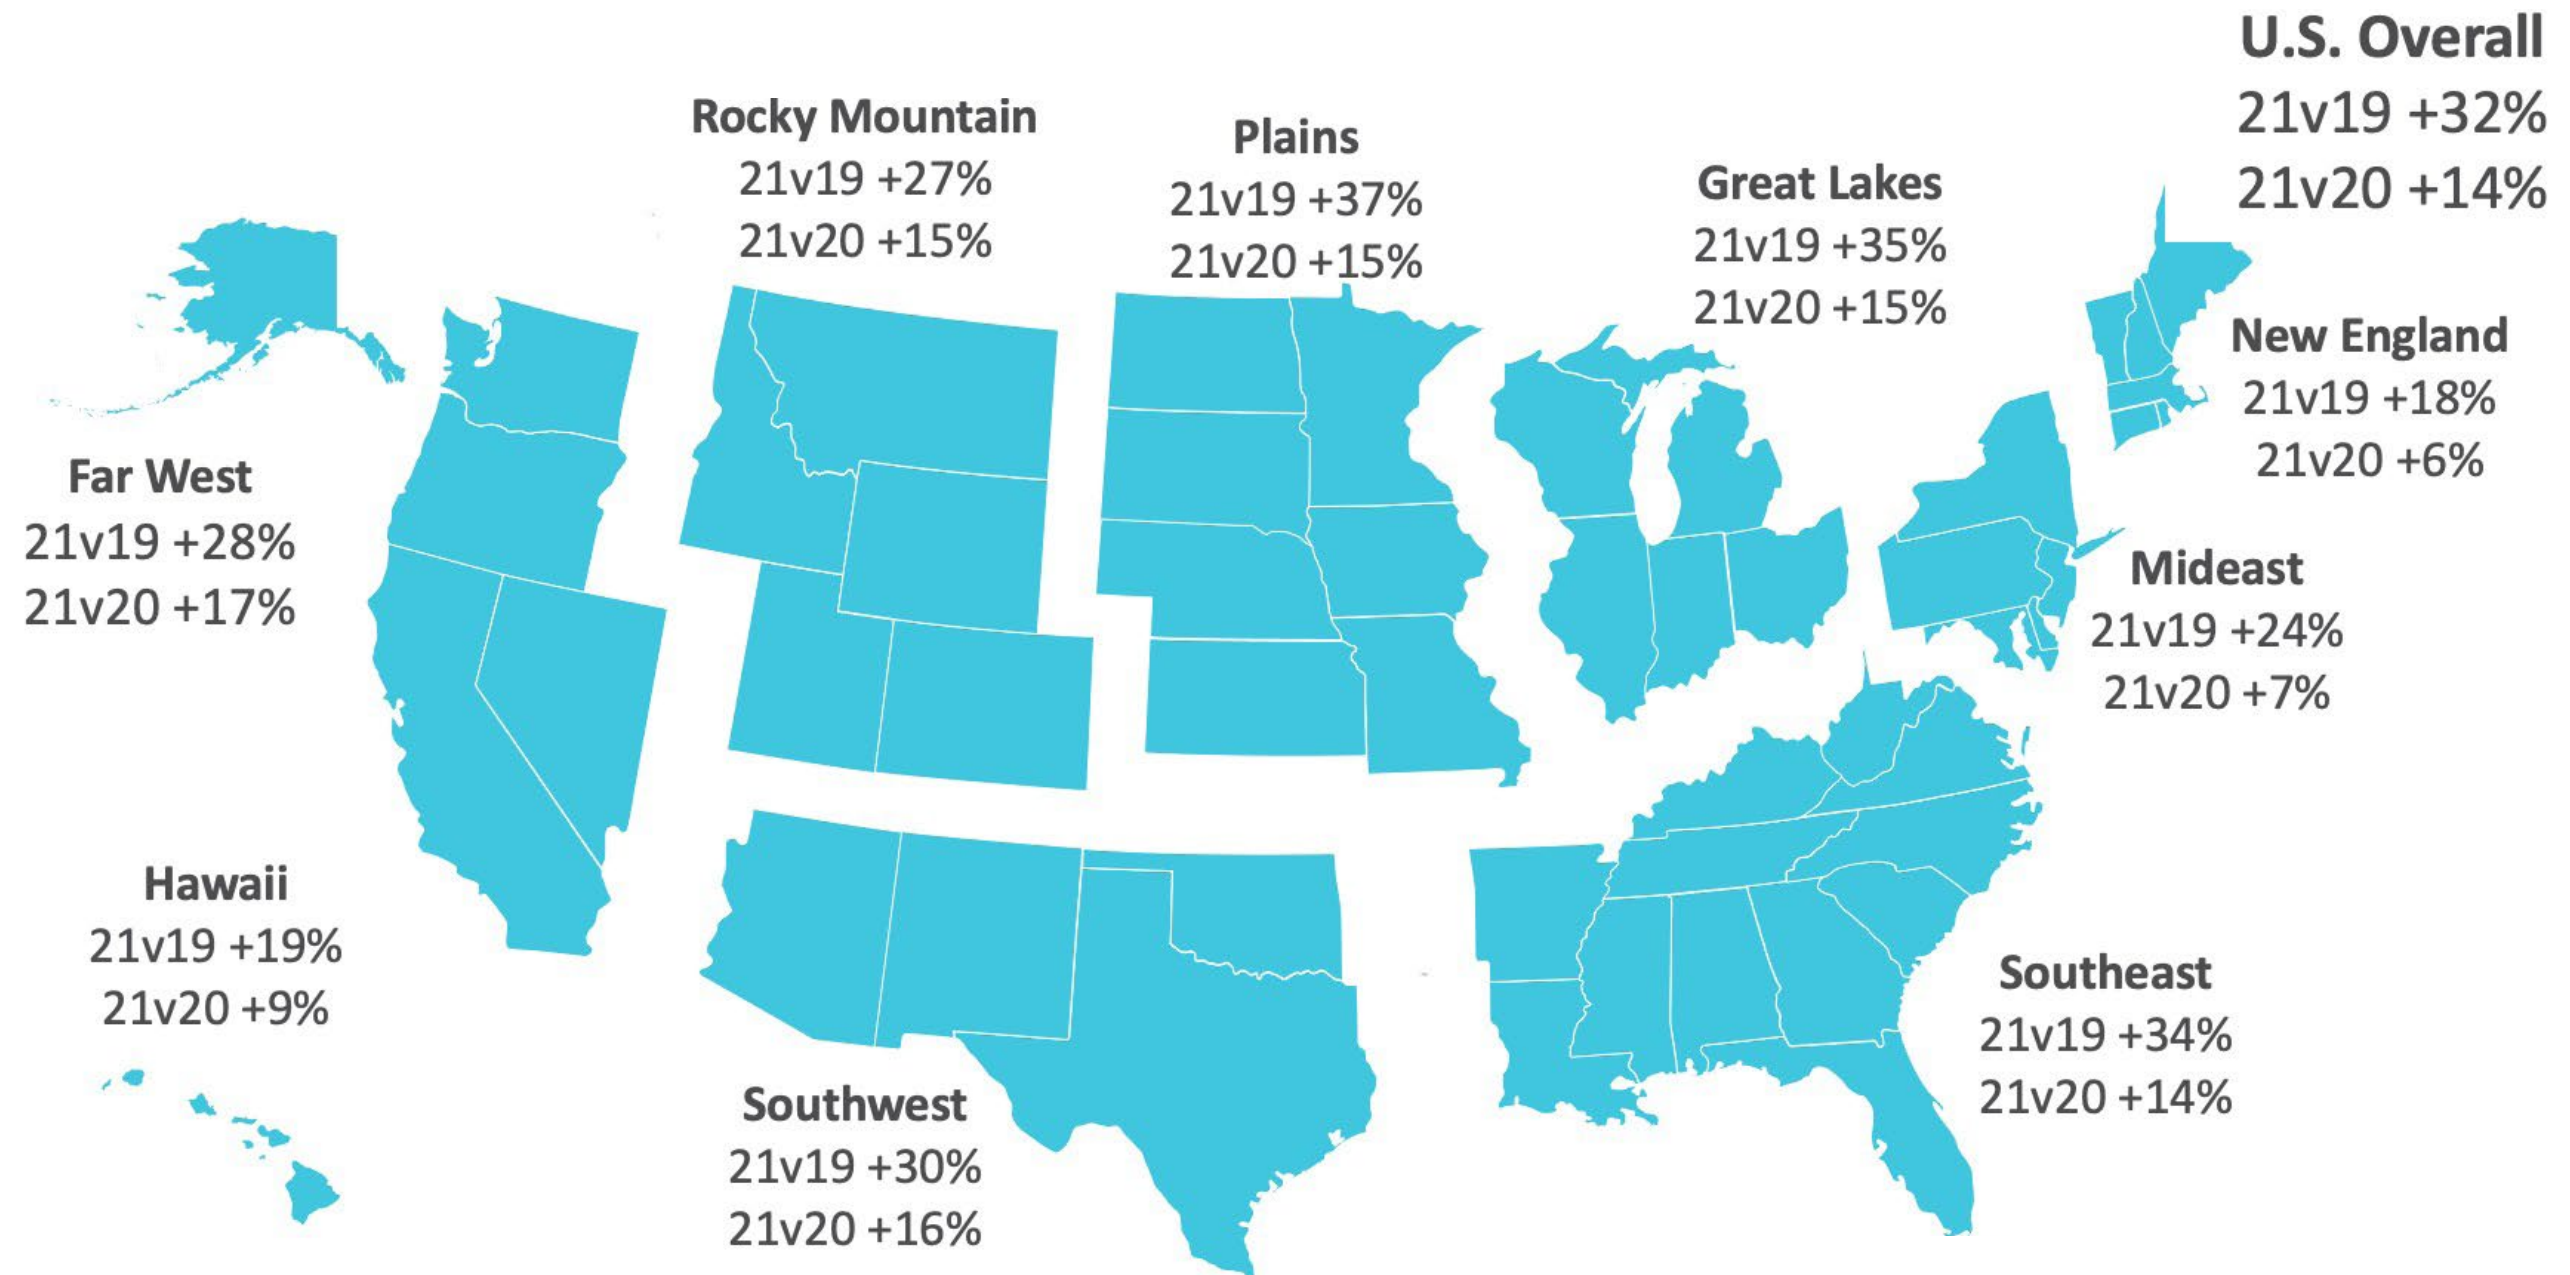 U.S. Overall
21v19 +32%
21v20 +14%
Rocky Mountain
21v19 +27%
21v20 +15%
Plains
21v19 +37%
21v20 +15%
Great Lakes
21v19 +35%
21v20 +15%
New England
21v19 +18%
21v20 +6%
Far West
21v19 +28%
21v20 +17%
Mideast
21v19 +24%
21v20 +7%
Hawaii
21v19 +19%
21v20 +9%
Southeast
21v19 +34%
21v20 +14%
Southwest
21v19 +30%
21v20 +16%